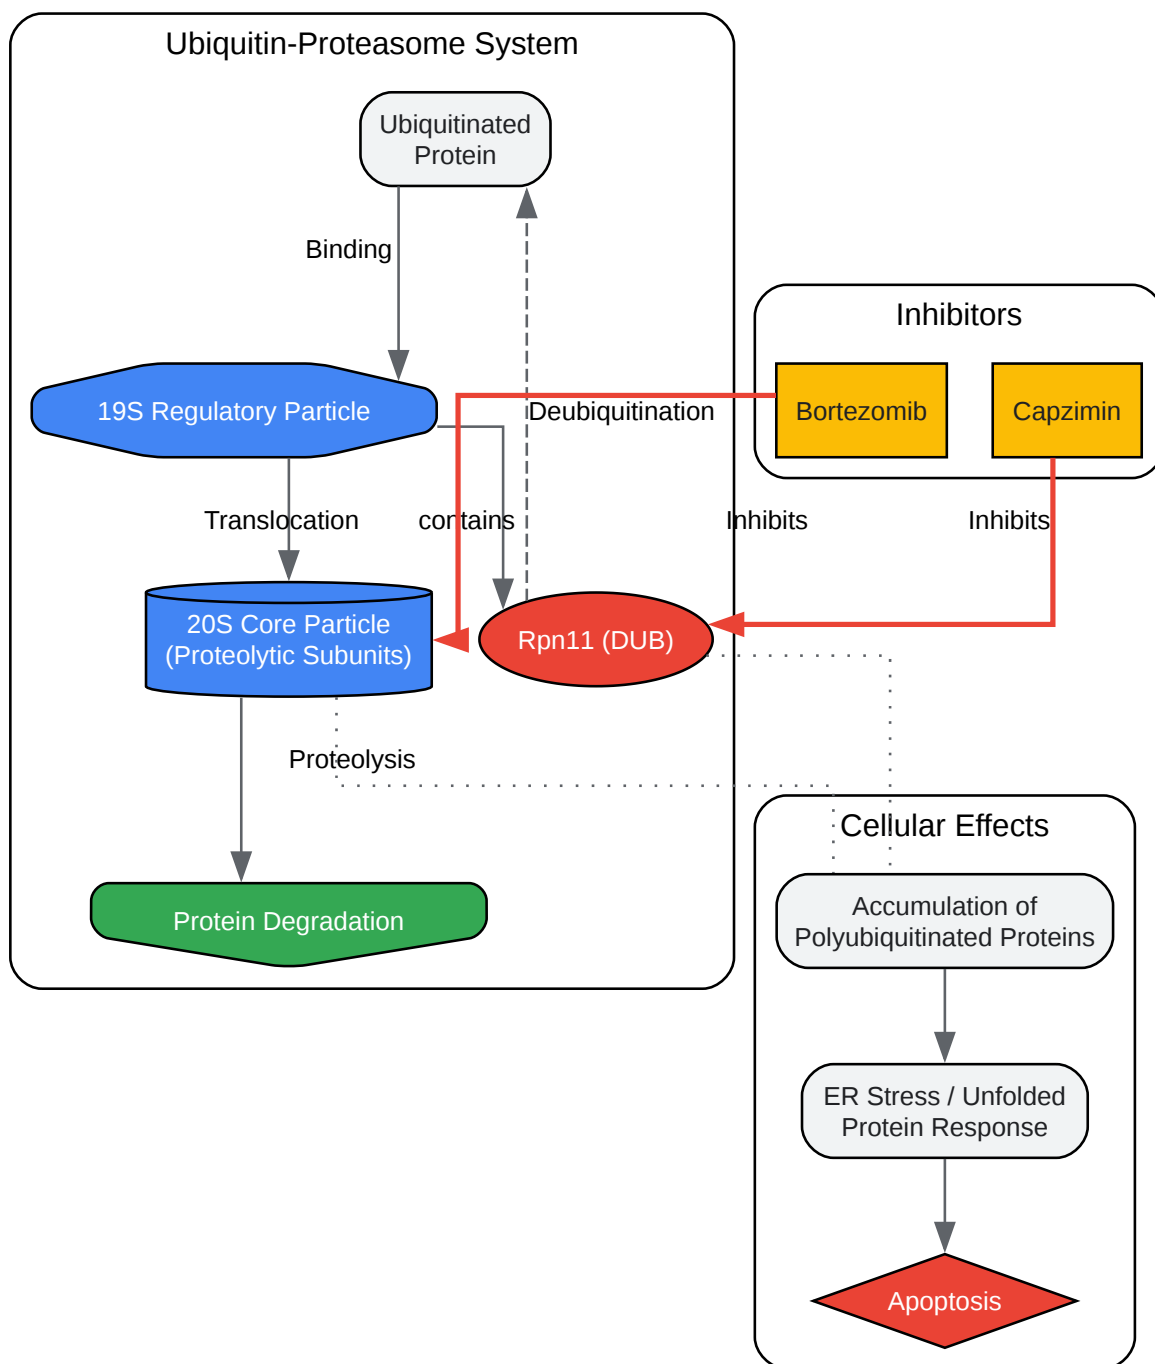 Ubiquitin-Proteasome System
Ubiquitinated
Protein
Binding
Inhibitors
19S Regulatory Particle
Deubiquitination
Bortezomib
Capzimin
Translocation
contains
Inhibits
Inhibits
20S Core Particle
(Proteolytic Subunits)
Rpn11 (DUB)
Proteolysis
Cellular Effects
Protein Degradation
Accumulation of
Polyubiquitinated Proteins
ER Stress / Unfolded
Protein Response
Apoptosis